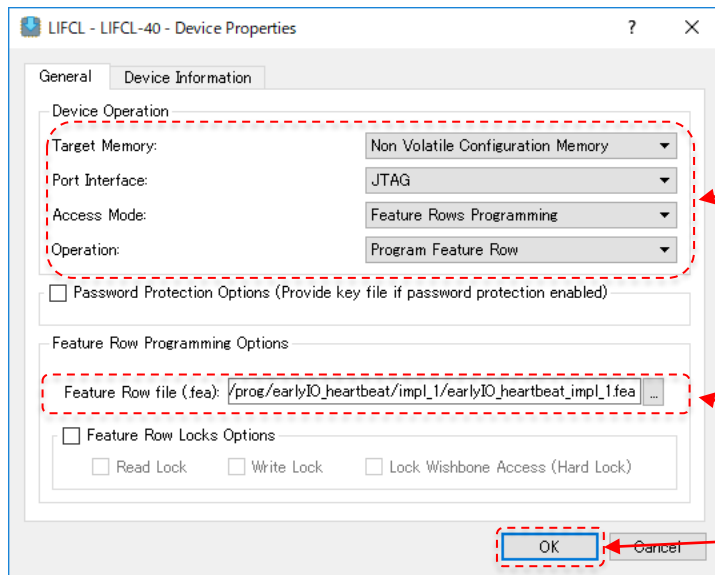 LIFCL - LIFCL-40 - Device Properties
General Device Information
Device Operation
Target Memory: Non Volatile Configuration Memory
Port Interface: JTAG
Access Mode: Feature Rows Programming
Operation: Program Feature Row
Password Protection Options (Provide key file if password protection enabled)
Feature Row Programming Options
Feature Row file (.fea): /prog/earlyIO_heartbeat/impl_1/earlyIO_heartbeat_impl_1.fea ...
Feature Row Locks Options
Read Lock Write Lock Lock Wishbone Access (Hard Lock)
OK Cancel